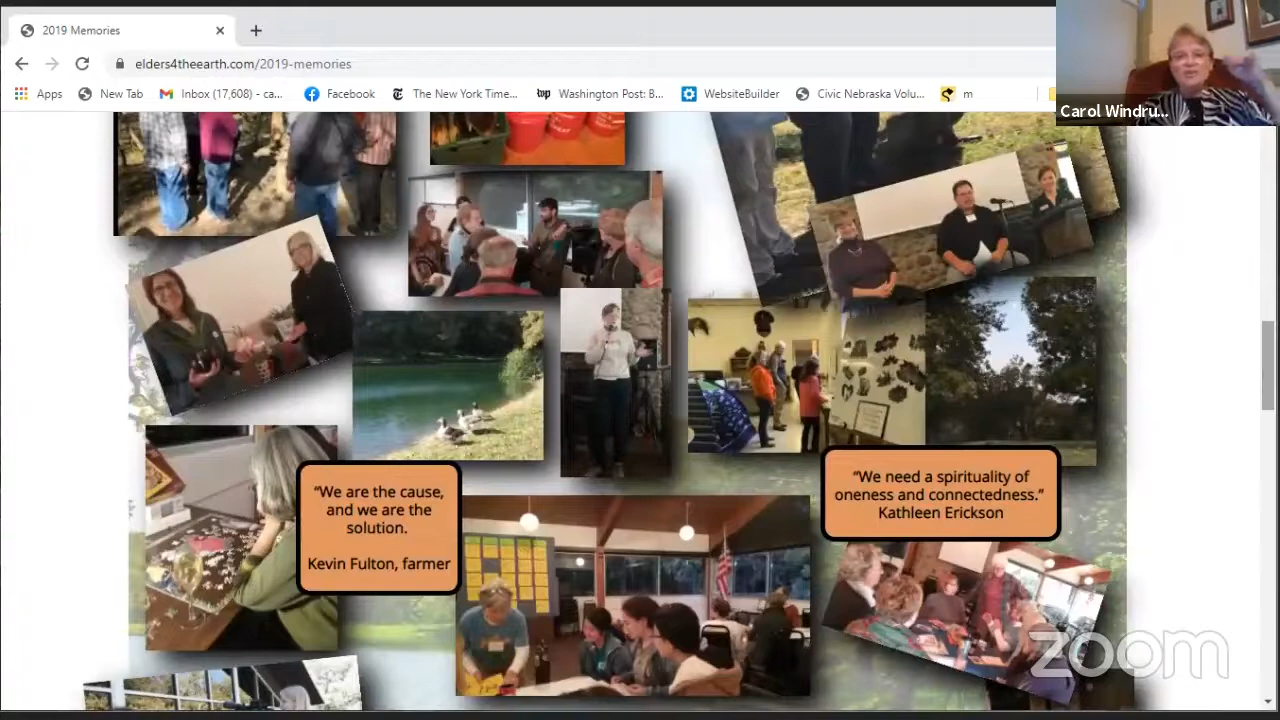 2019 Memories
elders4theearth.com/2019-memories
Apps
New Tab
Inbox (17,608) - ca...
Facebook
The New York Time...
Washington Post: B...
WebsiteBuilder
Civic Nebraska Volu...
m
Carol Windru...
“We are the cause,
and we are the
solution.
Kevin Fulton, farmer
“We need a spirituality of
oneness and connectedness.”
Kathleen Erickson
zoom